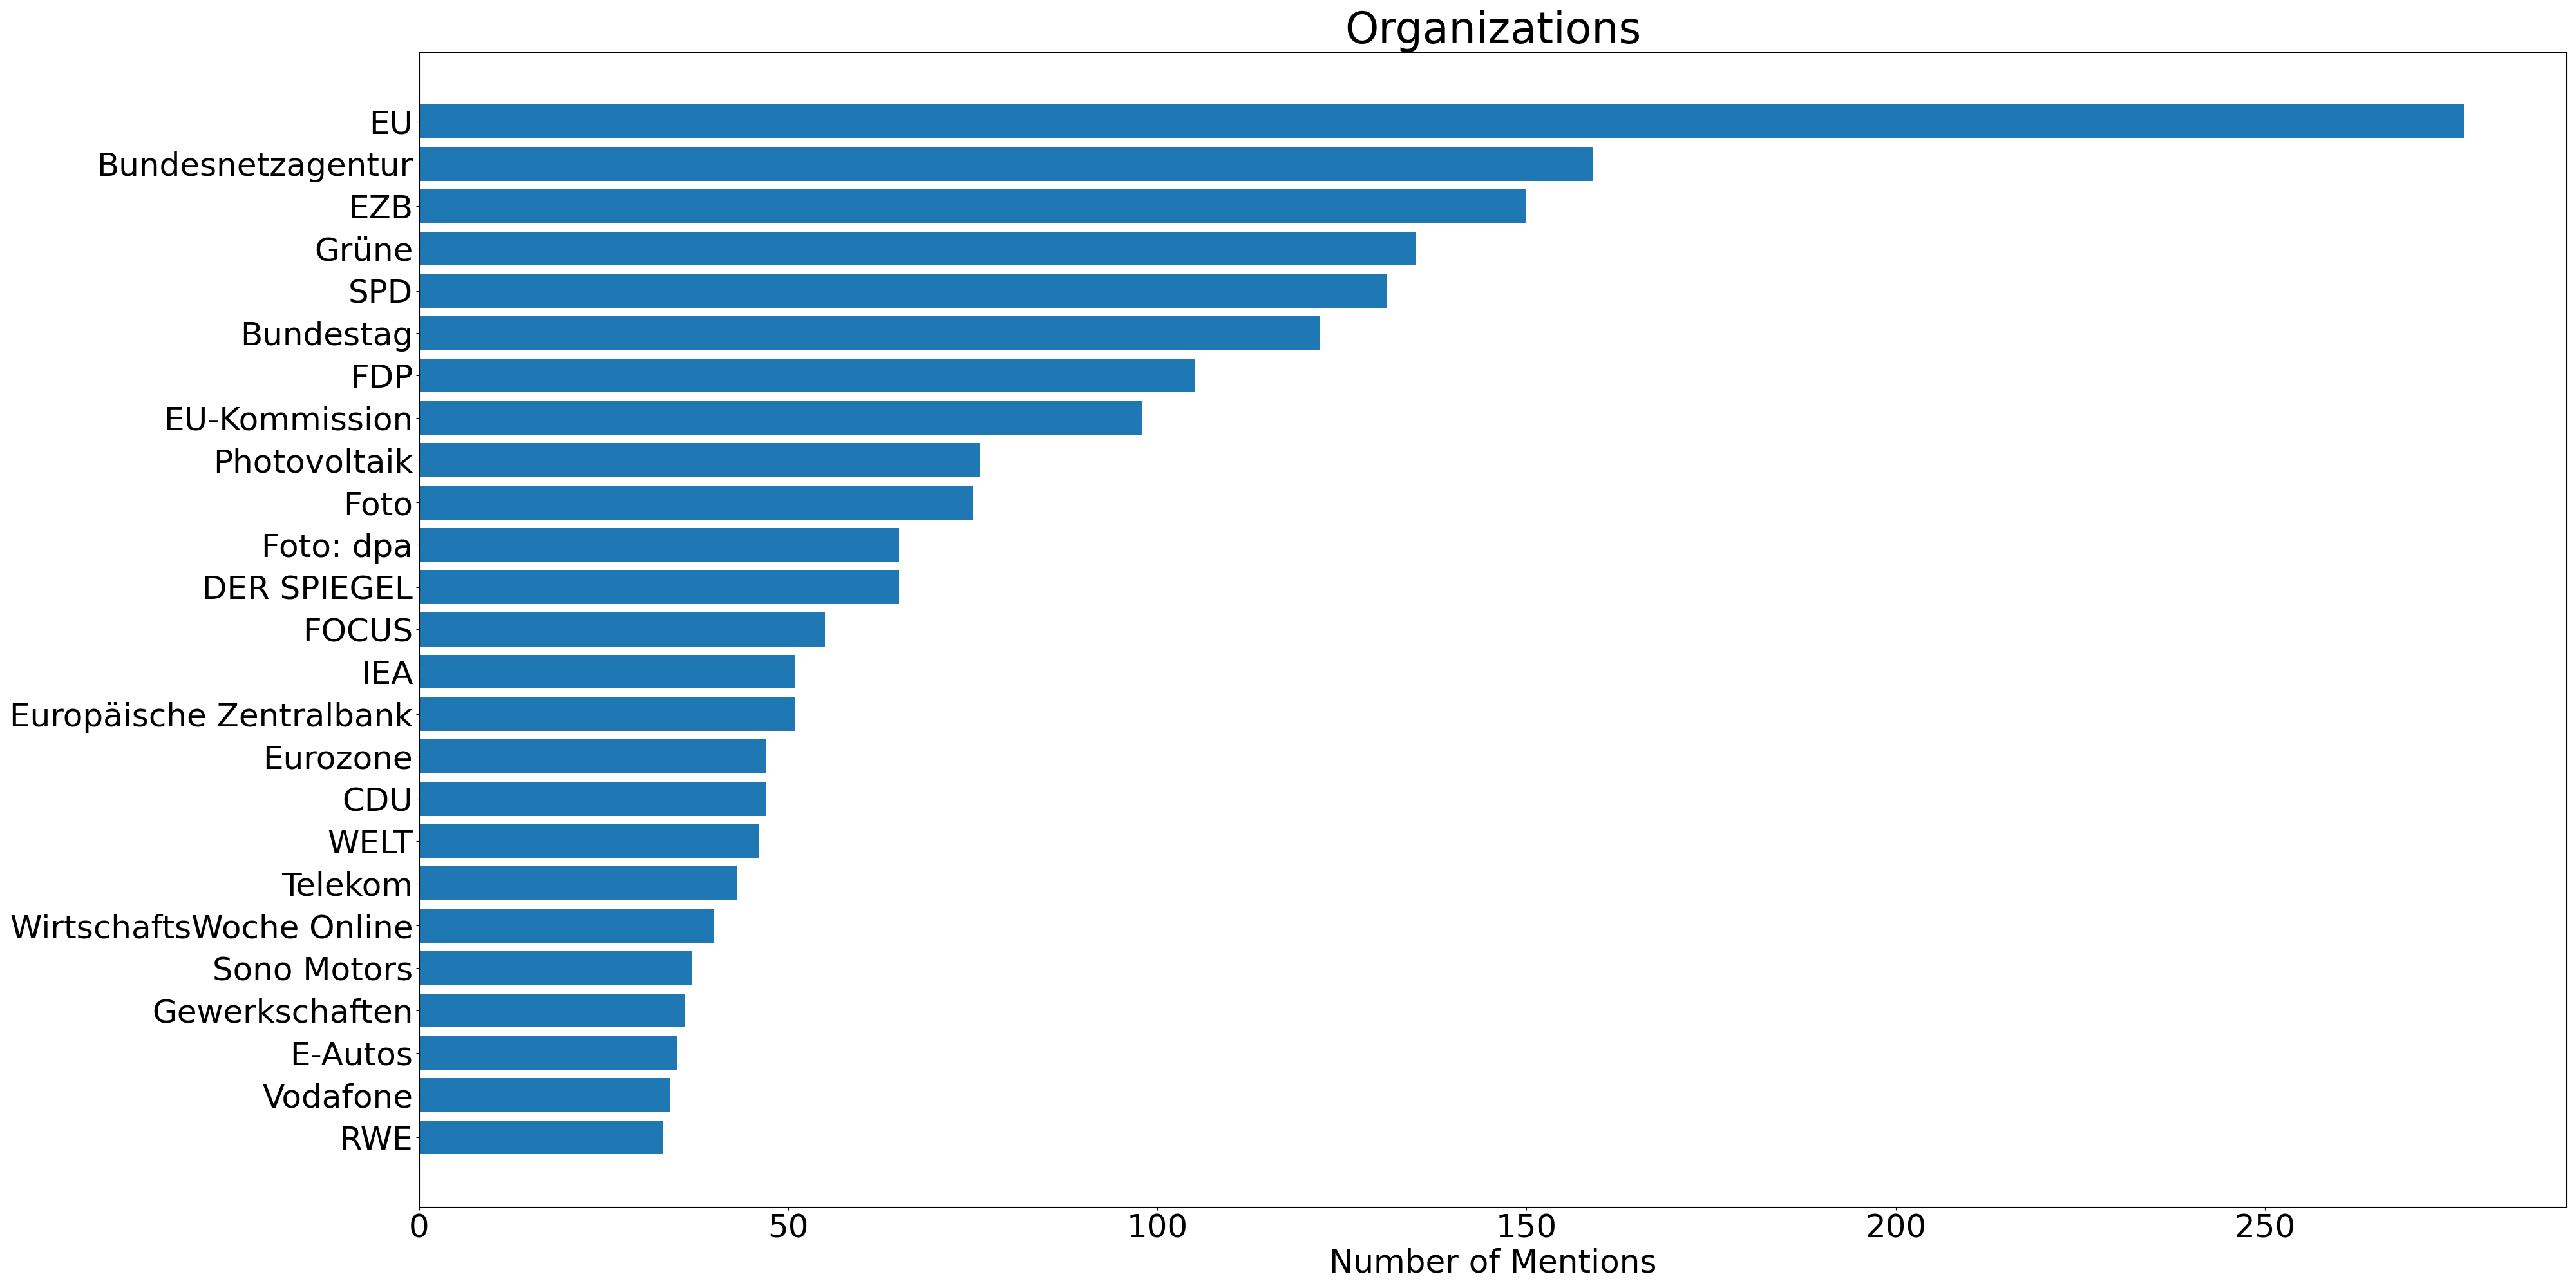 Organizations
EU
Bundesnetzagentur
EZB
Grüne
SPD
Bundestag
FDP
EU-Kommission
Photovoltaik
Foto
Foto: dpa
DER SPIEGEL
FOCUS
IEA
Europäische Zentralbank
Eurozone
CDU
WELT
Telekom
WirtschaftsWoche Online
Sono Motors
Gewerkschaften
E-Autos
Vodafone
RWE
0 50 100 150 200 250
Number of Mentions